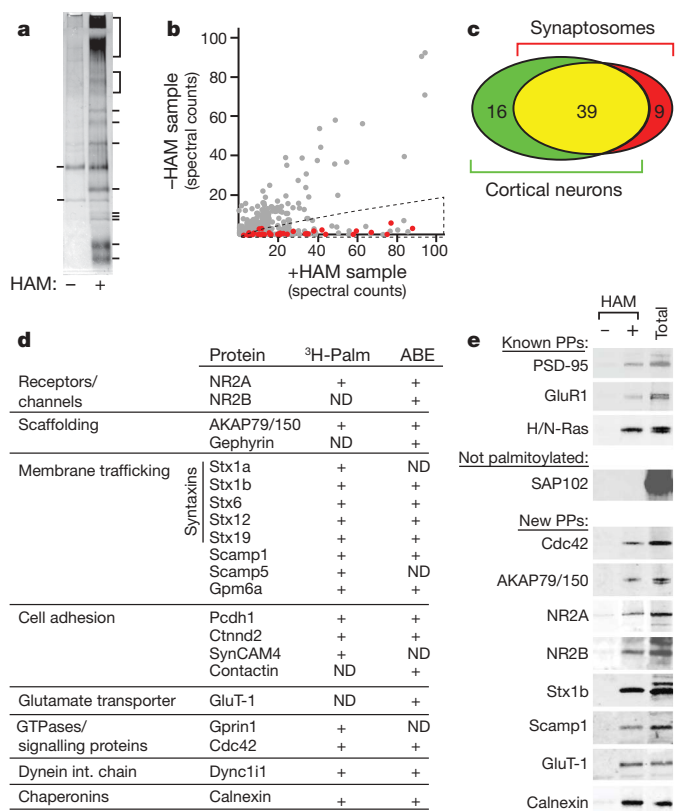 a
HAM: – +
b
–HAM sample
(spectral counts)
100
80
60
40
20
20 40 60 80 100
+HAM sample
(spectral counts)
c
Synaptosomes
16 39 9
Cortical neurons
d
Protein ³H-Palm ABE
Receptors/ NR2A + +
channels NR2B ND +
Scaffolding AKAP79/150 + +
Gephyrin ND +
Membrane trafficking Syntaxins Stx1a + ND
Stx1b + +
Stx6 + +
Stx12 + +
Stx19 + +
Scamp1 + +
Scamp5 + ND
Gpm6a + +
Cell adhesion Pcdh1 + +
Ctnnd2 + +
SynCAM4 + ND
Contactin ND +
Glutamate transporter GluT-1 ND +
GTPases/ Gprin1 + ND
signalling proteins Cdc42 + +
Dynein int. chain Dync1i1 + +
Chaperonins Calnexin + +
e
HAM
– + Total
Known PPs:
PSD-95
GluR1
H/N-Ras
Not palmitoylated:
SAP102
New PPs:
Cdc42
AKAP79/150
NR2A
NR2B
Stx1b
Scamp1
GluT-1
Calnexin